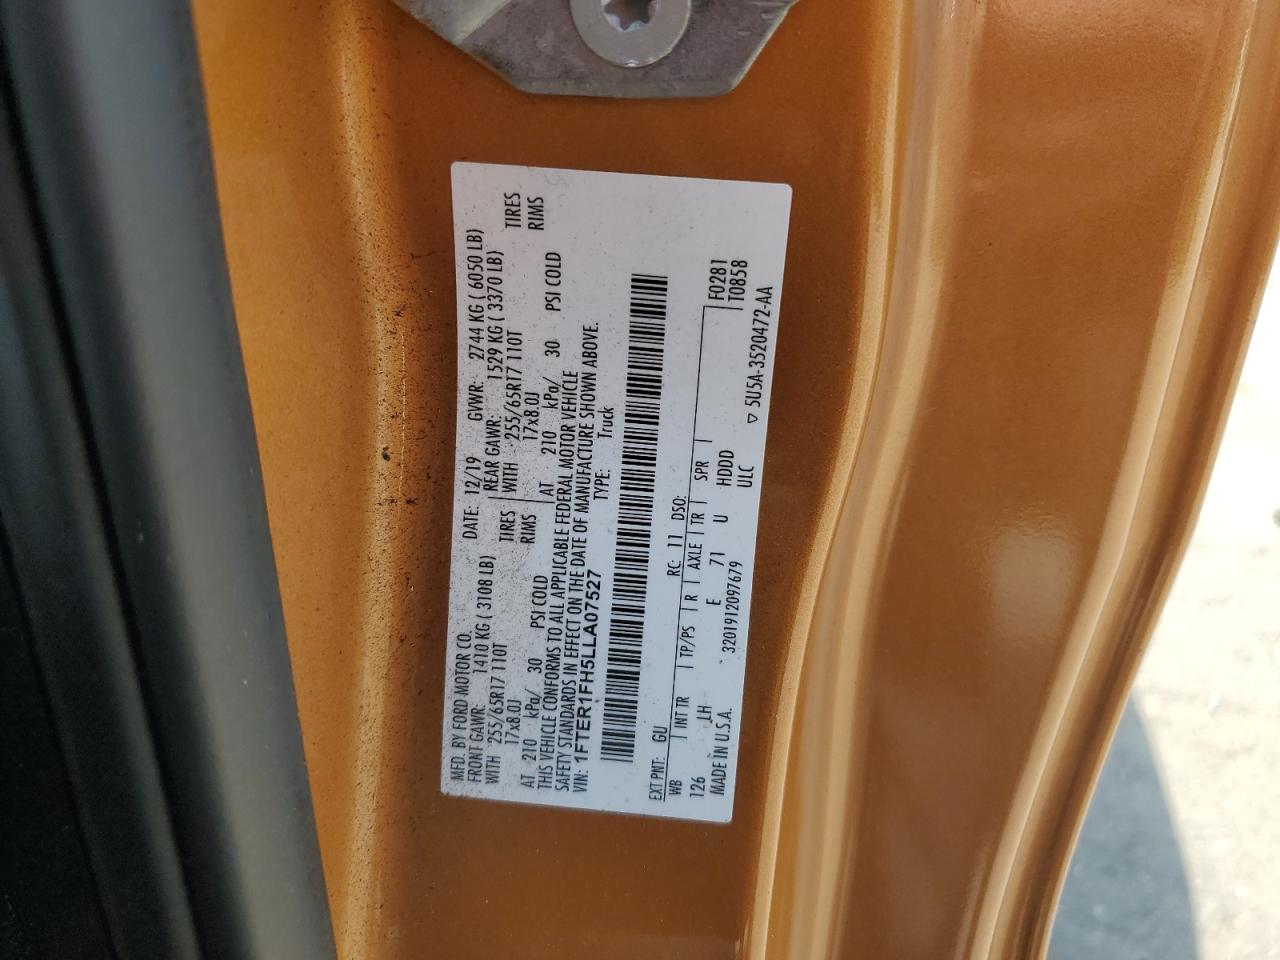 MFD. BY FORD MOTOR CO.
DATE: 12/19 GVWR: 2744 KG ( 6050 LB)
FRONT GAWR: 1410 KG ( 3108 LB)
REAR GAWR: 1529 KG ( 3370 LB)
WITH 255/65R17 110T TIRES
WITH 255/65R17 110T TIRES
17x8.0J RIMS
17x8.0J RIMS
AT 210 kPa/ 30 PSI COLD
AT 210 kPa/ 30 PSI COLD
THIS VEHICLE CONFORMS TO ALL APPLICABLE FEDERAL MOTOR VEHICLE
SAFETY STANDARDS IN EFFECT ON THE DATE OF MANUFACTURE SHOWN ABOVE.
VIN: 1FTER1FH5LLA07527 TYPE: Truck
EXT PNT: GU RC: 11 DSO:
WB INT TR TP/PS R AXLE TR SPR F0281
126 LH E 71 U HDDD T0858
MADE IN U.S.A. 3201912097679 ULC ▽ 5U5A-3520472-AA